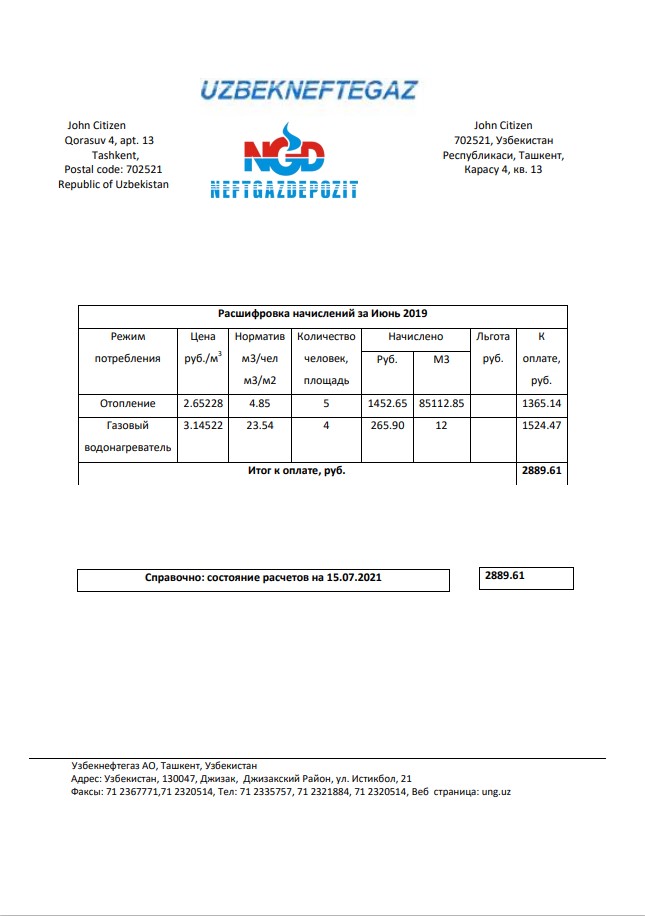 UZBEKNEFTEGAZ
John Citizen
Qorasuv 4, apt. 13
Tashkent,
Postal code: 702521
Republic of Uzbekistan
NGD
NEFTGAZDEPOZIT
John Citizen
702521, Узбекистан
Республикаси, Ташкент,
Карасу 4, кв. 13
Расшифровка начислений за Июнь 2019
Режим потребления | Цена руб./м³ | Норматив м3/чел м3/м2 | Количество человек, площадь | Начислено | Льгота руб. | К оплате, руб.
Руб. | М3
Отопление | 2.65228 | 4.85 | 5 | 1452.65 | 85112.85 | | 1365.14
Газовый водонагреватель | 3.14522 | 23.54 | 4 | 265.90 | 12 | | 1524.47
Итог к оплате, руб. | 2889.61
Справочно: состояние расчетов на 15.07.2021 | 2889.61
Узбекнефтегаз АО, Ташкент, Узбекистан
Адрес: Узбекистан, 130047, Джизак, Джизакский Район, ул. Истикбол, 21
Факсы: 71 2367771,71 2320514, Тел: 71 2335757, 71 2321884, 71 2320514, Веб страница: ung.uz